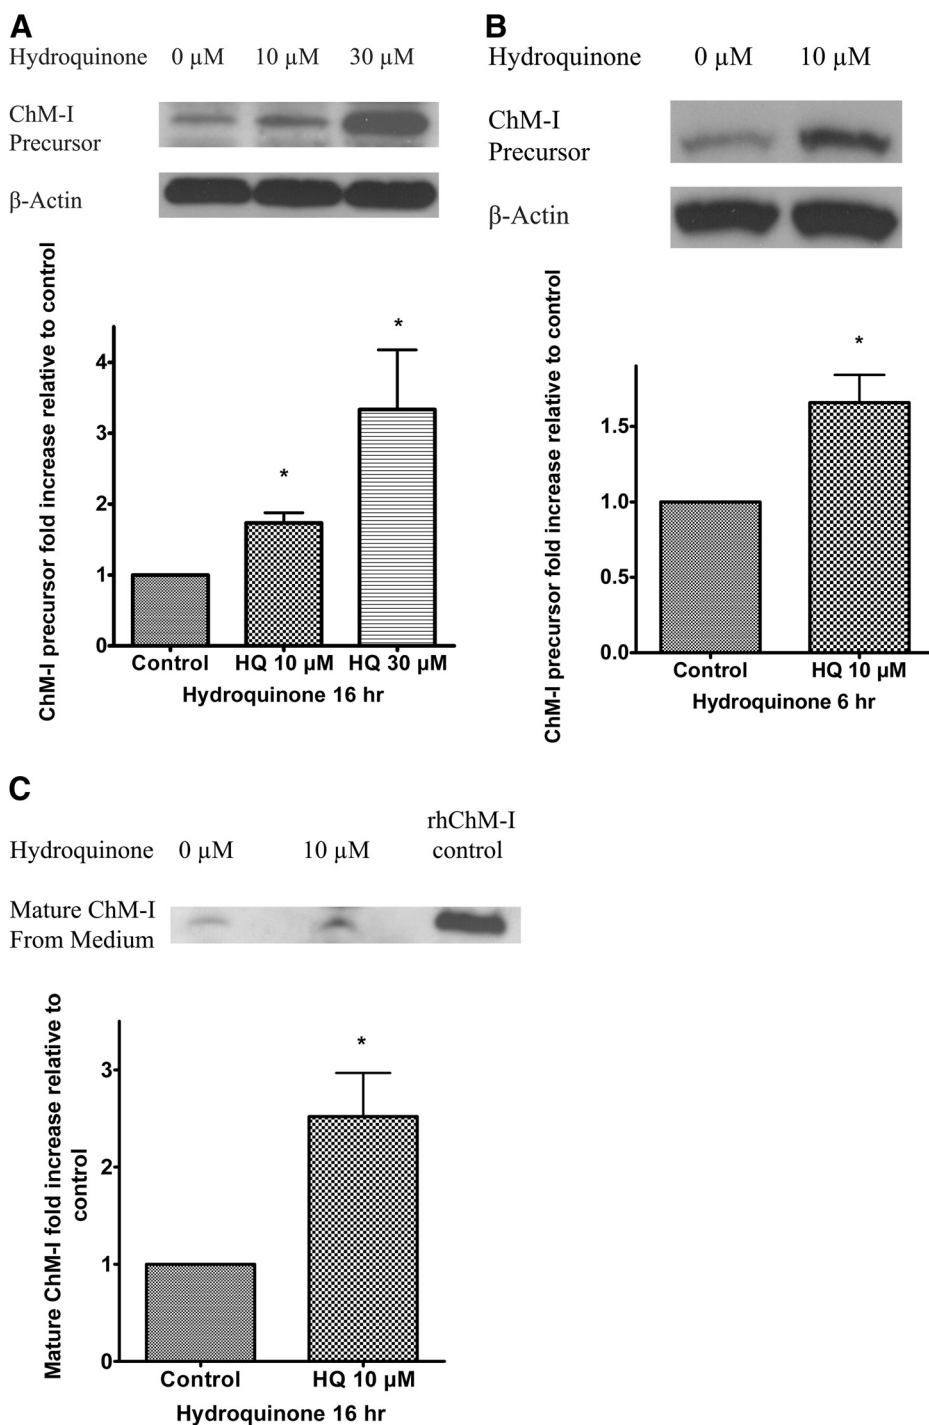 A
Hydroquinone 0 µM 10 µM 30 µM
ChM-I
Precursor
β-Actin
ChM-I precursor fold increase relative to control
4
3
2
1
0
*
*
Control HQ 10 µM HQ 30 µM
Hydroquinone 16 hr
B
Hydroquinone 0 µM 10 µM
ChM-I
Precursor
β-Actin
ChM-I precursor fold increase relative to control
1.5
1.0
0.5
0.0
*
Control HQ 10 µM
Hydroquinone 6 hr
C
rhChM-I
Hydroquinone 0 µM 10 µM control
Mature ChM-I
From Medium
Mature ChM-I fold increase relative to
control
3
2
1
0
*
Control HQ 10 µM
Hydroquinone 16 hr